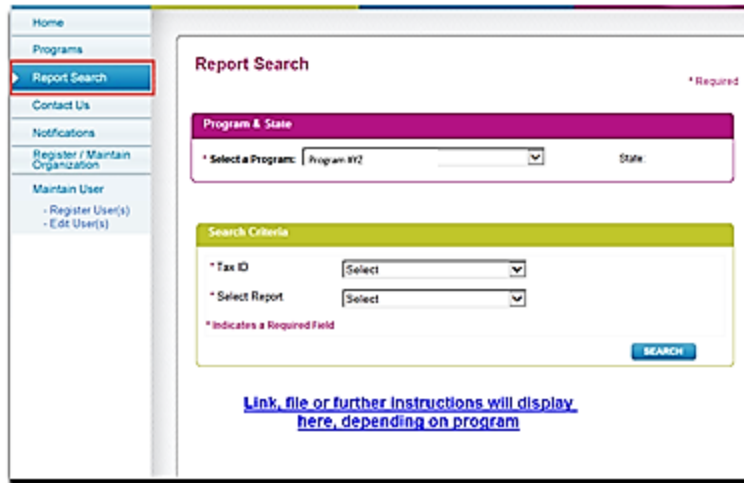 Home
Programs
Report Search
Contact Us
Notifications
Register / Maintain
Organization
Maintain User
- Register User(s)
- Edit User(s)
Report Search
* Required
Program & State
* Select a Program: Program XYZ
State:
Search Criteria
* Tax ID Select
* Select Report Select
* Indicates a Required Field
SEARCH
Link, file or further instructions will display
here, depending on program